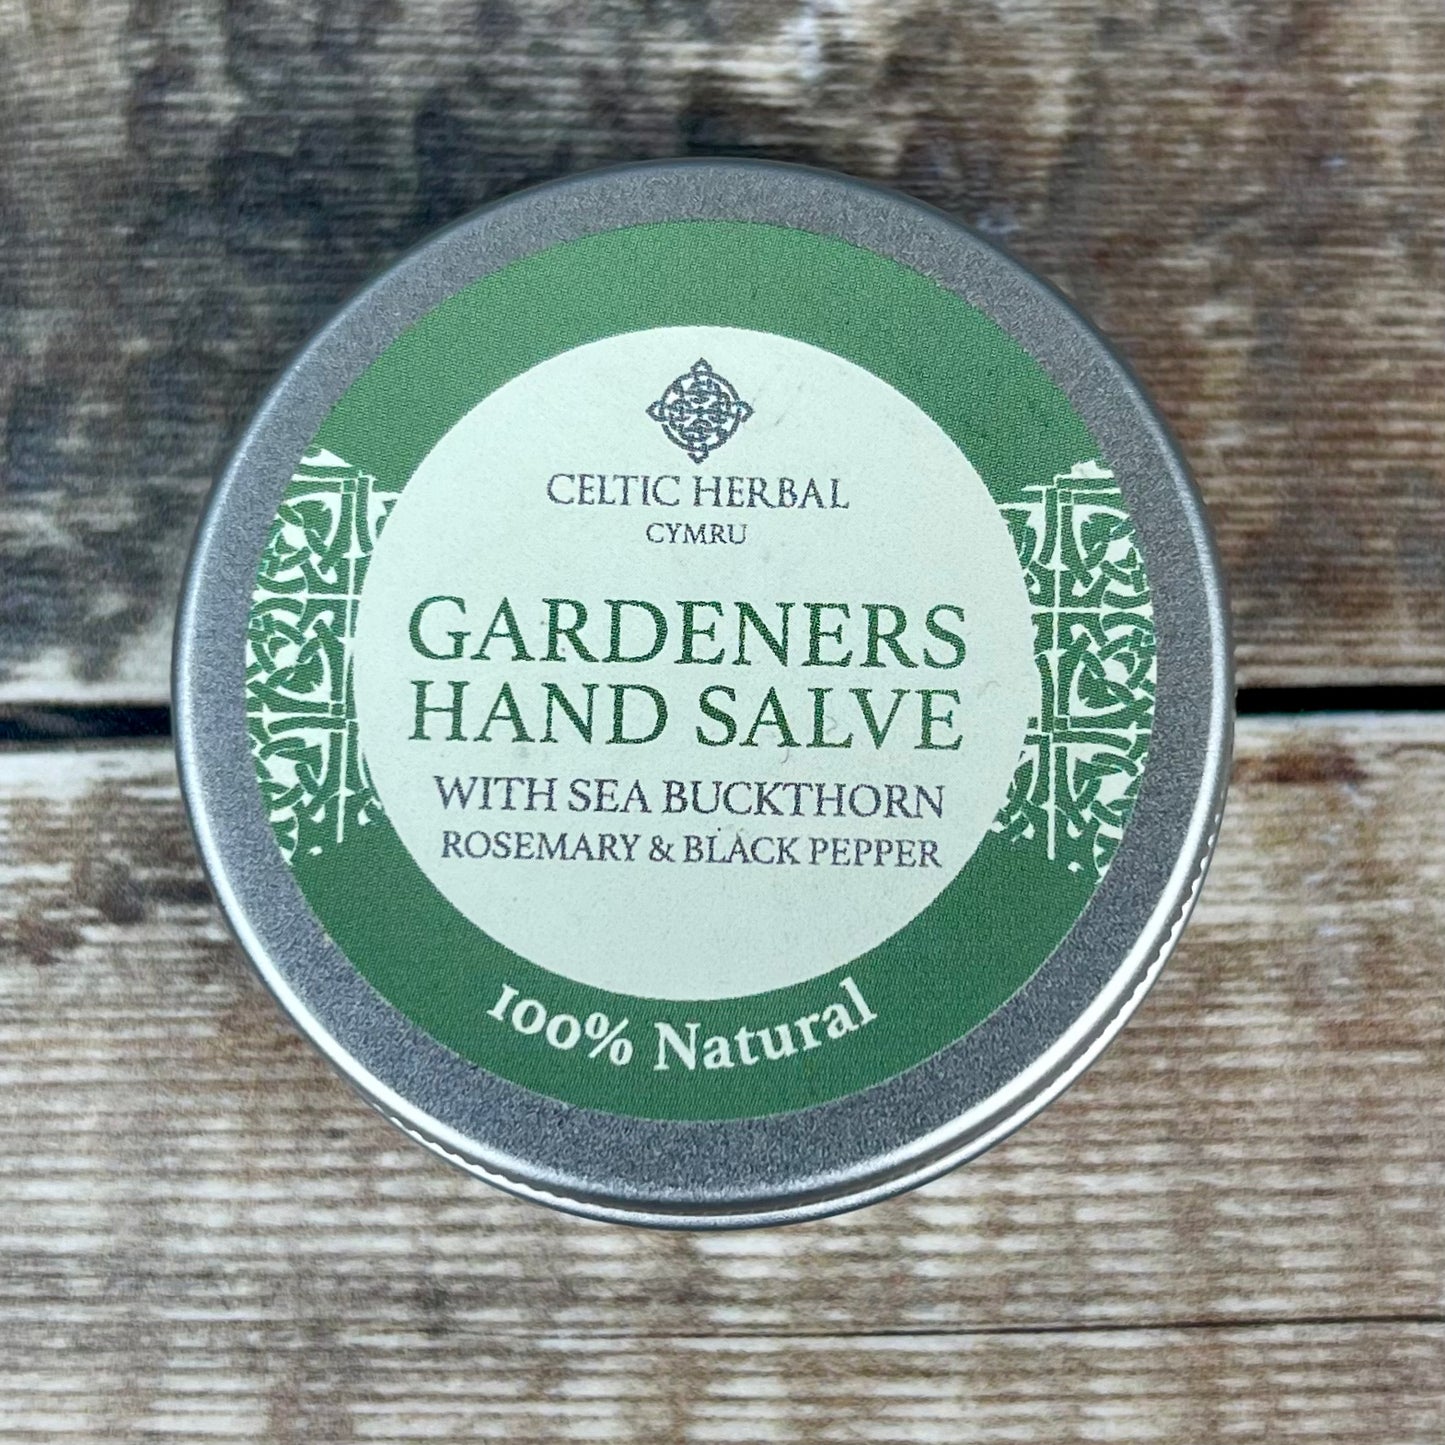 CELTIC HERBAL
CYMRU
GARDENERS
HAND SALVE
WITH SEA BUCKTHORN
ROSEMARY & BLACK PEPPER
100% Natural